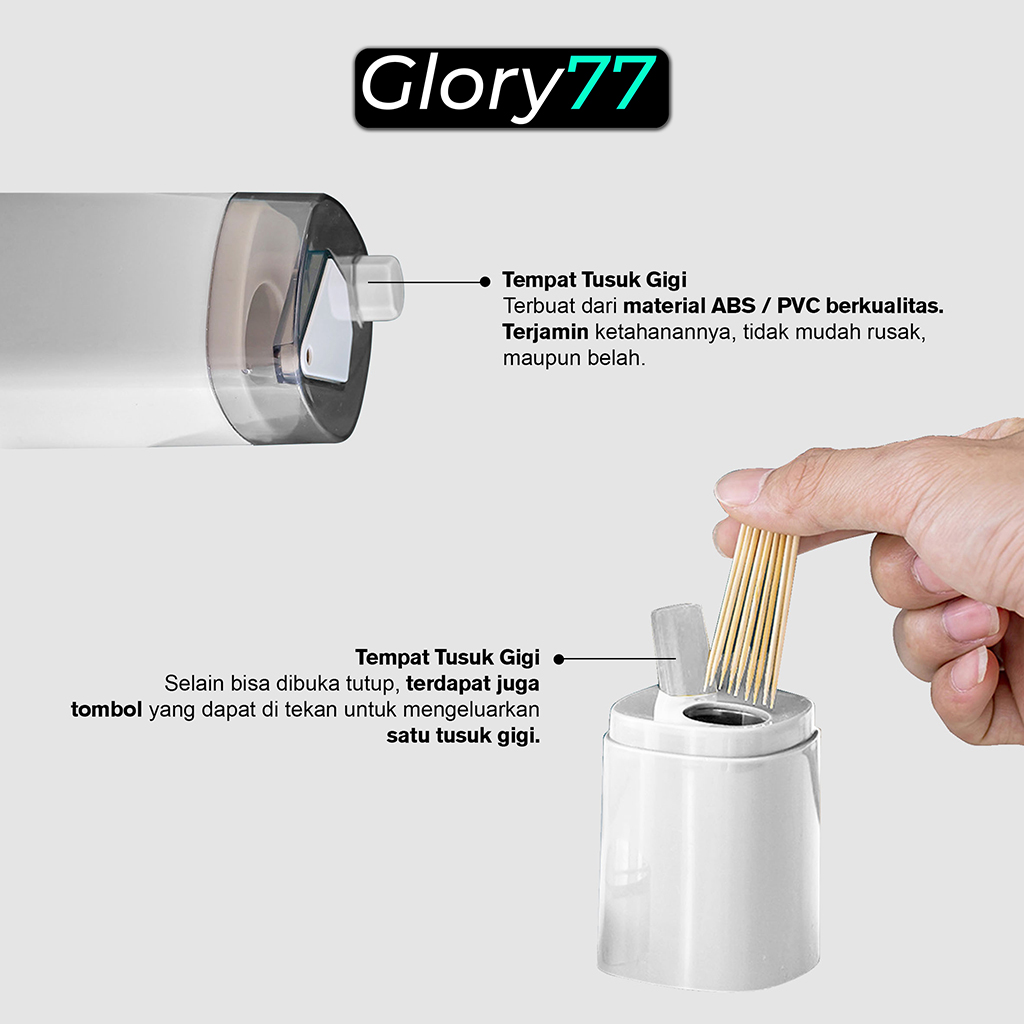 Glory77
Tempat Tusuk Gigi
Terbuat dari material ABS / PVC berkualitas.
Terjamin ketahanannya, tidak mudah rusak,
maupun belah.
Tempat Tusuk Gigi
Selain bisa dibuka tutup, terdapat juga
tombol yang dapat di tekan untuk mengeluarkan
satu tusuk gigi.